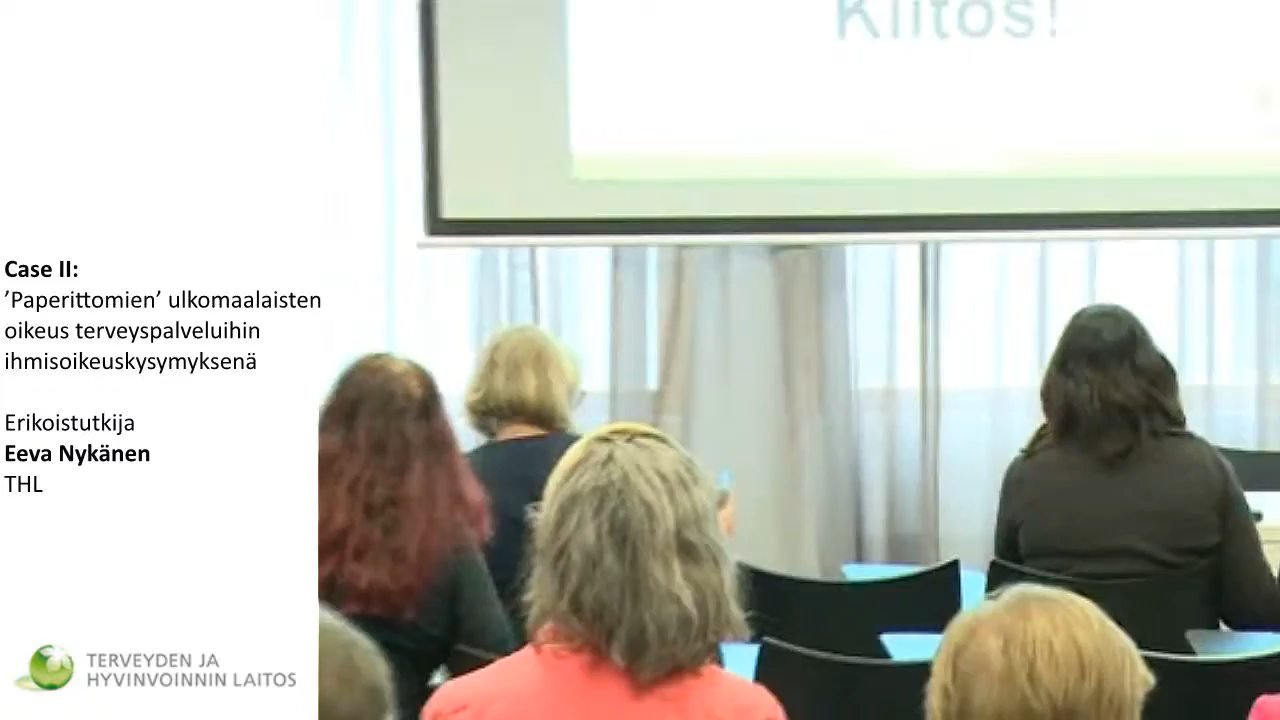 Kiitos!
Case II:
’Paperittomien’ ulkomaalaisten
oikeus terveyspalveluihin
ihmisoikeuskysymyksenä
Erikoistutkija
Eeva Nykänen
THL
TERVEYDEN JA
HYVINVOINNIN LAITOS